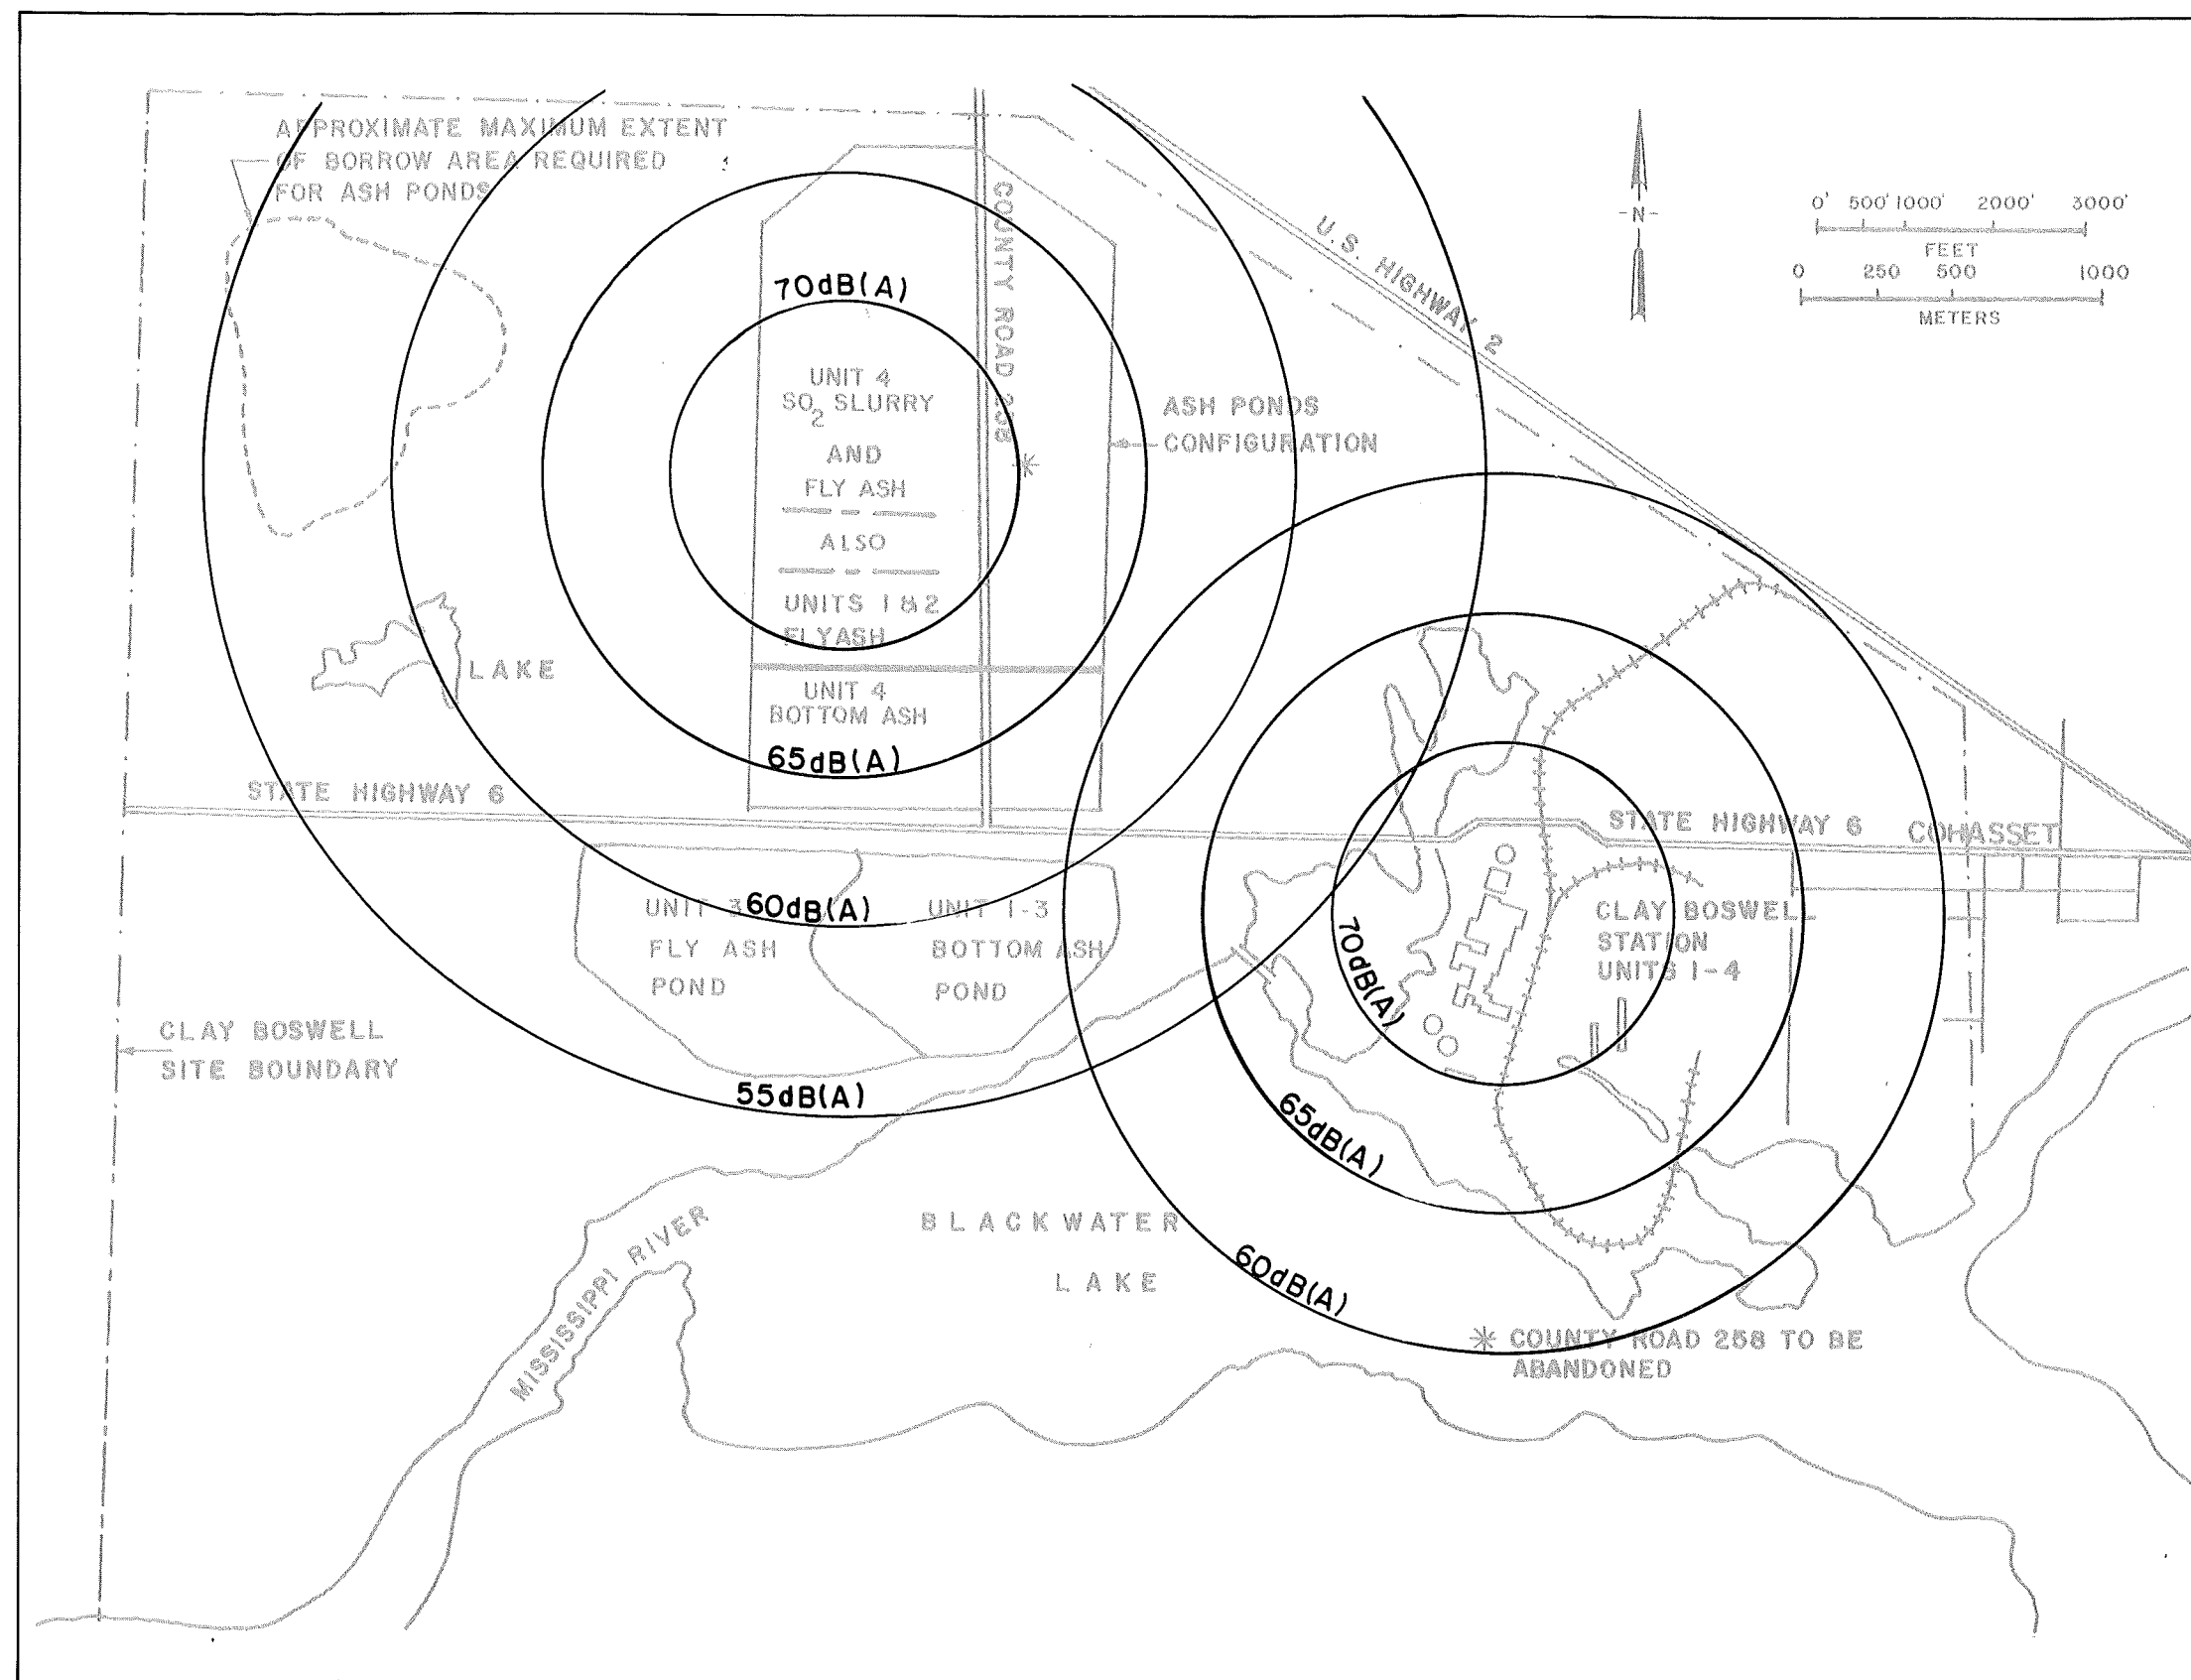 APPROXIMATE MAXIMUM EXTENT
OF BORROW AREA REQUIRED
FOR ASH PONDS
COUNTY ROAD 258
U.S. HIGHWAY 2
-N-
0' 500' 1000' 2000' 3000'
FEET
0 250 500 1000
METERS
70dB(A)
UNIT 4
SO2 SLURRY
AND
FLY ASH
ALSO
UNITS 1&2
FLYASH
*
ASH PONDS
CONFIGURATION
LAKE
UNIT 4
BOTTOM ASH
65dB(A)
STATE HIGHWAY 6
STATE HIGHWAY 6
COHASSET
UNIT 3
FLY ASH
POND
60dB(A)
UNIT 1-3
BOTTOM ASH
POND
70dB(A)
CLAY BOSWELL
STATION
UNITS 1-4
CLAY BOSWELL
SITE BOUNDARY
55dB(A)
65dB(A)
MISSISSIPPI RIVER
BLACKWATER
LAKE
60dB(A)
* COUNTY ROAD 258 TO BE
ABANDONED